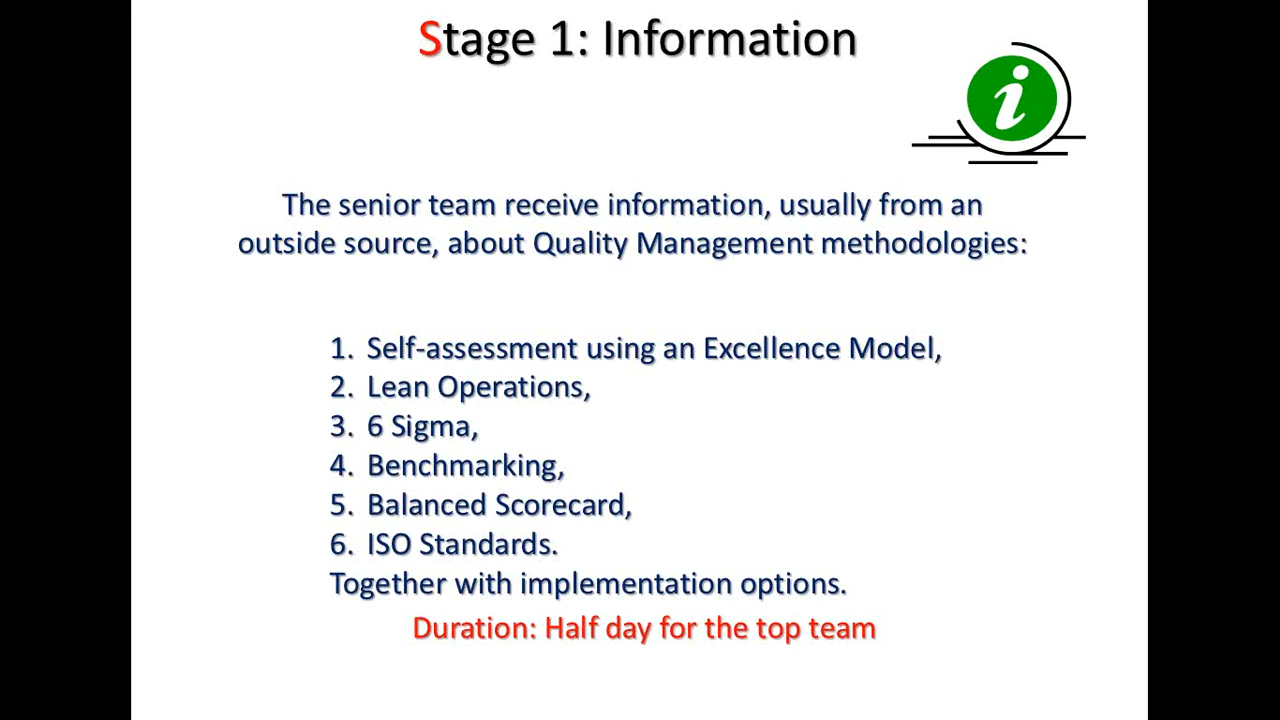 Stage 1: Information
i
The senior team receive information, usually from an
outside source, about Quality Management methodologies:
1. Self-assessment using an Excellence Model,
2. Lean Operations,
3. 6 Sigma,
4. Benchmarking,
5. Balanced Scorecard,
6. ISO Standards.
Together with implementation options.
Duration: Half day for the top team